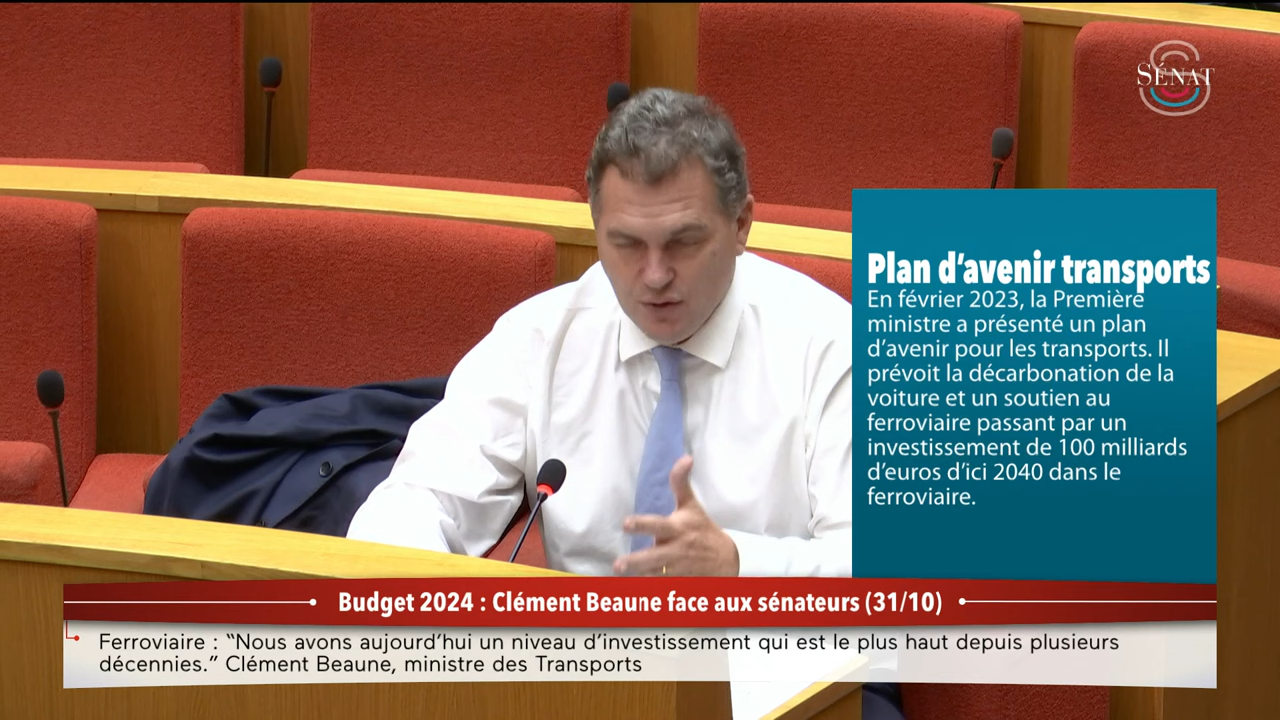 SÉNAT
Plan d'avenir transports
En février 2023, la Première
ministre a présenté un plan
d'avenir pour les transports. Il
prévoit la décarbonation de la
voiture et un soutien au
ferroviaire passant par un
investissement de 100 milliards
d'euros d'ici 2040 dans le
ferroviaire.
Budget 2024 : Clément Beaune face aux sénateurs (31/10)
Ferroviaire : “Nous avons aujourd'hui un niveau d'investissement qui est le plus haut depuis plusieurs
décennies.” Clément Beaune, ministre des Transports